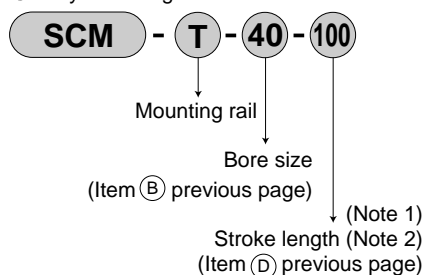 SCM - T - 40 - 100
Mounting rail
Bore size
(Item Ⓑ previous page)
(Note 1)
Stroke length (Note 2)
(Item Ⓓ previous page)